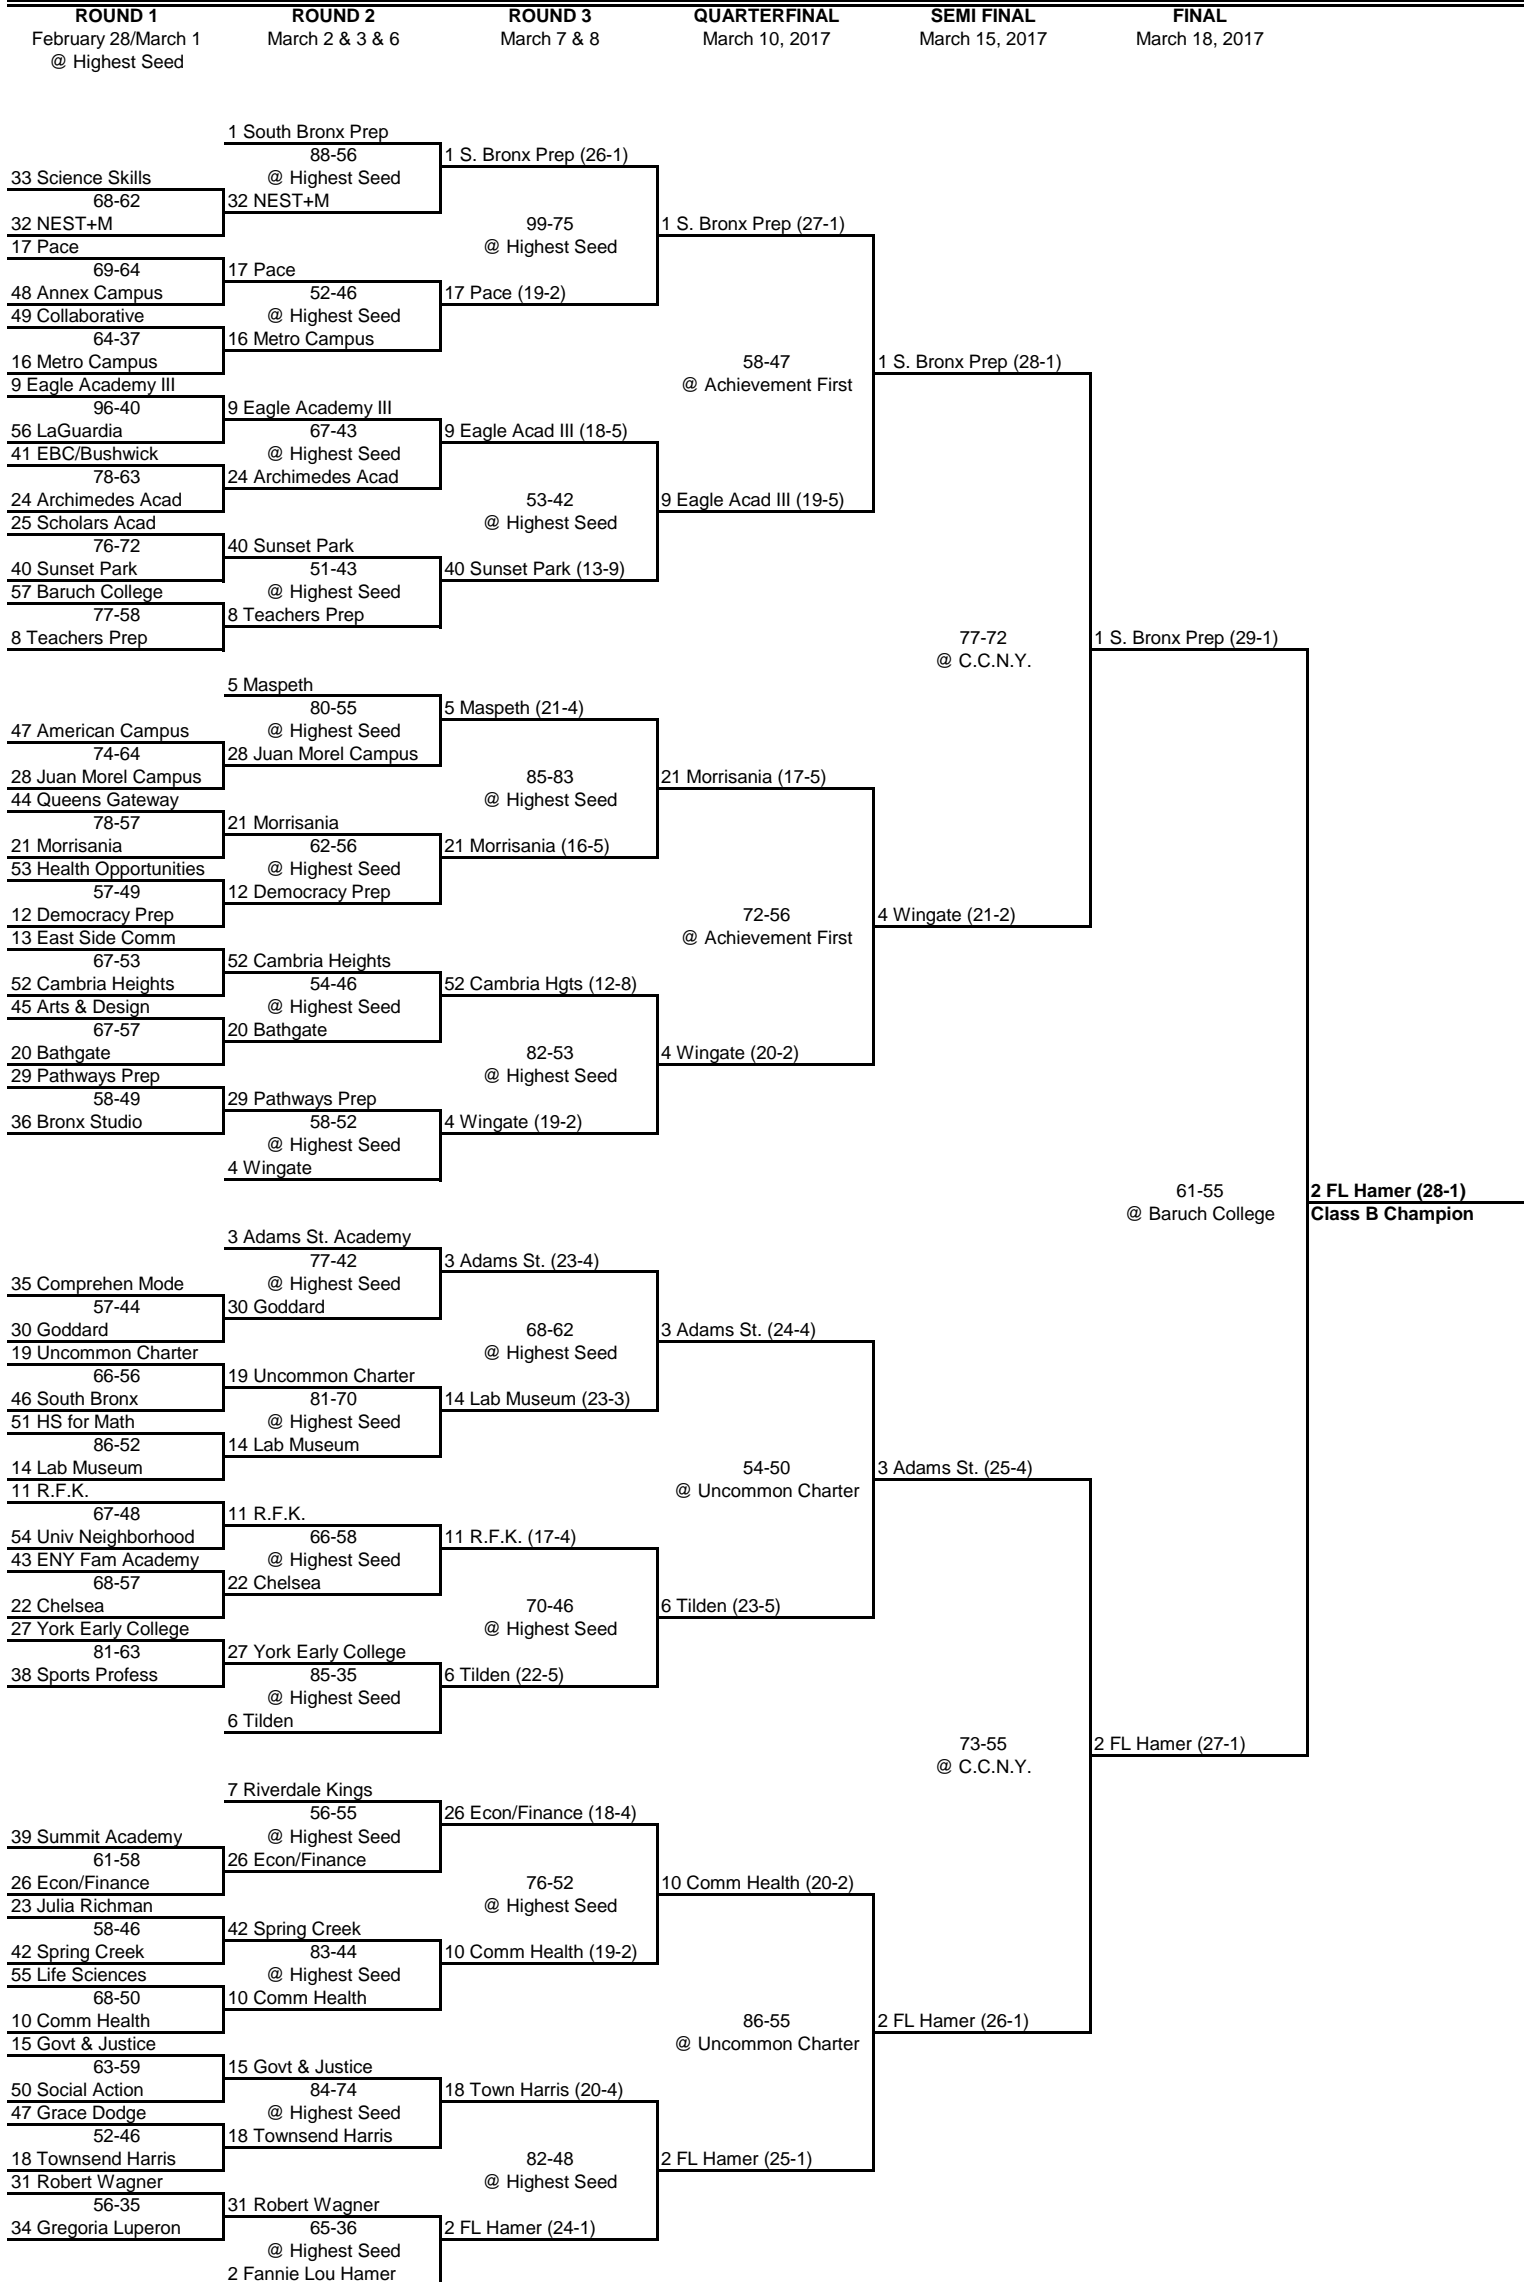 ROUND 1
February 28/March 1
@ Highest Seed
ROUND 2
March 2 & 3 & 6
ROUND 3
March 7 & 8
QUARTERFINAL
March 10, 2017
SEMI FINAL
March 15, 2017
FINAL
March 18, 2017
33 Science Skills
68-62
32 NEST+M
17 Pace
69-64
48 Annex Campus
49 Collaborative
64-37
16 Metro Campus
9 Eagle Academy III
96-40
56 LaGuardia
41 EBC/Bushwick
78-63
24 Archimedes Acad
25 Scholars Acad
76-72
40 Sunset Park
57 Baruch College
77-58
8 Teachers Prep
47 American Campus
74-64
28 Juan Morel Campus
44 Queens Gateway
78-57
21 Morrisania
53 Health Opportunities
57-49
12 Democracy Prep
13 East Side Comm
67-53
52 Cambria Heights
45 Arts & Design
67-57
20 Bathgate
29 Pathways Prep
58-49
36 Bronx Studio
35 Comprehen Mode
57-44
30 Goddard
19 Uncommon Charter
66-56
46 South Bronx
51 HS for Math
86-52
14 Lab Museum
11 R.F.K.
67-48
54 Univ Neighborhood
43 ENY Fam Academy
68-57
22 Chelsea
27 York Early College
81-63
38 Sports Profess
39 Summit Academy
61-58
26 Econ/Finance
23 Julia Richman
58-46
42 Spring Creek
55 Life Sciences
68-50
10 Comm Health
15 Govt & Justice
63-59
50 Social Action
47 Grace Dodge
52-46
18 Townsend Harris
31 Robert Wagner
56-35
34 Gregoria Luperon
1 South Bronx Prep
88-56
@ Highest Seed
32 NEST+M
17 Pace
52-46
@ Highest Seed
16 Metro Campus
9 Eagle Academy III
67-43
@ Highest Seed
24 Archimedes Acad
40 Sunset Park
51-43
@ Highest Seed
8 Teachers Prep
5 Maspeth
80-55
@ Highest Seed
28 Juan Morel Campus
21 Morrisania
62-56
@ Highest Seed
12 Democracy Prep
52 Cambria Heights
54-46
@ Highest Seed
20 Bathgate
29 Pathways Prep
58-52
@ Highest Seed
4 Wingate
3 Adams St. Academy
77-42
@ Highest Seed
30 Goddard
19 Uncommon Charter
81-70
@ Highest Seed
14 Lab Museum
11 R.F.K.
66-58
@ Highest Seed
22 Chelsea
27 York Early College
85-35
@ Highest Seed
6 Tilden
7 Riverdale Kings
56-55
@ Highest Seed
26 Econ/Finance
42 Spring Creek
83-44
@ Highest Seed
10 Comm Health
15 Govt & Justice
84-74
@ Highest Seed
18 Townsend Harris
31 Robert Wagner
65-36
@ Highest Seed
2 Fannie Lou Hamer
1 S. Bronx Prep (26-1)
99-75
@ Highest Seed
17 Pace (19-2)
9 Eagle Acad III (18-5)
53-42
@ Highest Seed
40 Sunset Park (13-9)
5 Maspeth (21-4)
85-83
@ Highest Seed
21 Morrisania (16-5)
52 Cambria Hgts (12-8)
82-53
@ Highest Seed
4 Wingate (19-2)
3 Adams St. (23-4)
68-62
@ Highest Seed
14 Lab Museum (23-3)
11 R.F.K. (17-4)
70-46
@ Highest Seed
6 Tilden (22-5)
26 Econ/Finance (18-4)
76-52
@ Highest Seed
10 Comm Health (19-2)
18 Town Harris (20-4)
82-48
@ Highest Seed
2 FL Hamer (24-1)
1 S. Bronx Prep (27-1)
58-47
@ Achievement First
9 Eagle Acad III (19-5)
21 Morrisania (17-5)
72-56
@ Achievement First
4 Wingate (20-2)
3 Adams St. (24-4)
54-50
@ Uncommon Charter
6 Tilden (23-5)
10 Comm Health (20-2)
86-55
@ Uncommon Charter
2 FL Hamer (25-1)
1 S. Bronx Prep (28-1)
77-72
@ C.C.N.Y.
4 Wingate (21-2)
3 Adams St. (25-4)
73-55
@ C.C.N.Y.
2 FL Hamer (26-1)
1 S. Bronx Prep (29-1)
61-55
@ Baruch College
2 FL Hamer (27-1)
2 FL Hamer (28-1)
Class B Champion